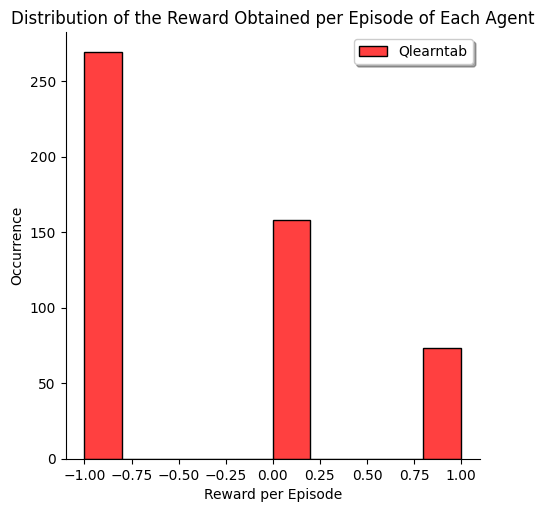 Distribution of the Reward Obtained per Episode of Each Agent
Qlearntab
250
200
150
100
50
0
Occurrence
−1.00 −0.75 −0.50 −0.25 0.00 0.25 0.50 0.75 1.00
Reward per Episode